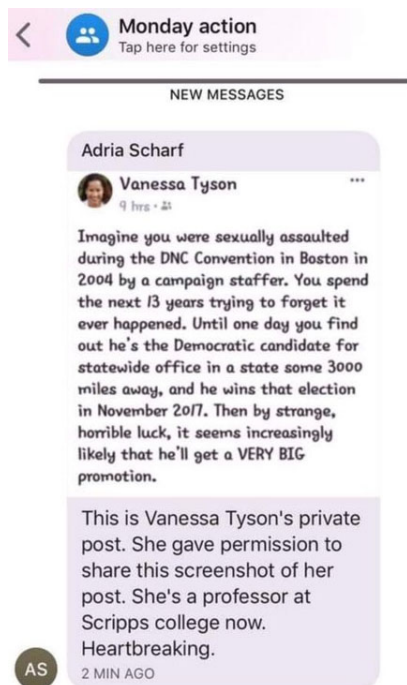 Monday action
Tap here for settings
NEW MESSAGES
Adria Scharf
Vanessa Tyson
9 hrs ·
Imagine you were sexually assaulted
during the DNC Convention in Boston in
2004 by a campaign staffer. You spend
the next 13 years trying to forget it
ever happened. Until one day you find
out he's the Democratic candidate for
statewide office in a state some 3000
miles away, and he wins that election
in November 2017. Then by strange,
horrible luck, it seems increasingly
likely that he'll get a VERY BIG
promotion.
This is Vanessa Tyson's private
post. She gave permission to
share this screenshot of her
post. She's a professor at
Scripps college now.
Heartbreaking.
AS
2 MIN AGO